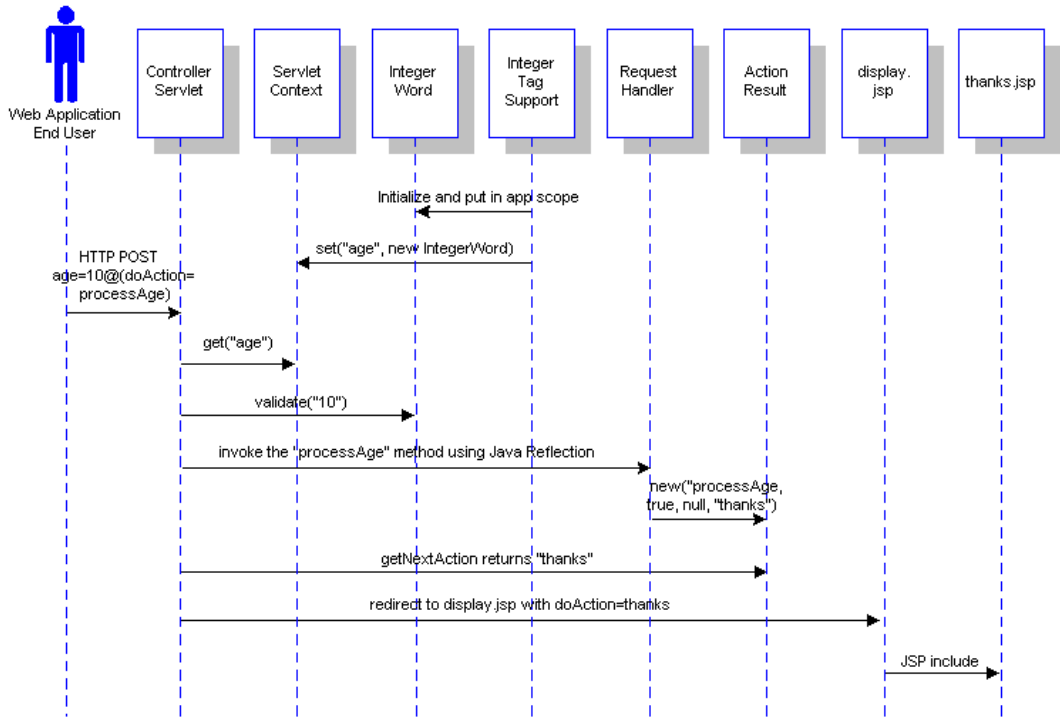 Web Application
End User
Controller
Servlet
Servlet
Context
Integer
Word
Integer
Tag
Support
Request
Handler
Action
Result
display.
jsp
thanks.jsp
Initialize and put in app scope
set("age", new IntegerWord)
HTTP POST
age=10@(doAction=
processAge)
get("age")
validate("10")
invoke the "processAge" method using Java Reflection
new("processAge,
true, null, "thanks")
getNextAction returns "thanks"
redirect to display.jsp with doAction=thanks
JSP include